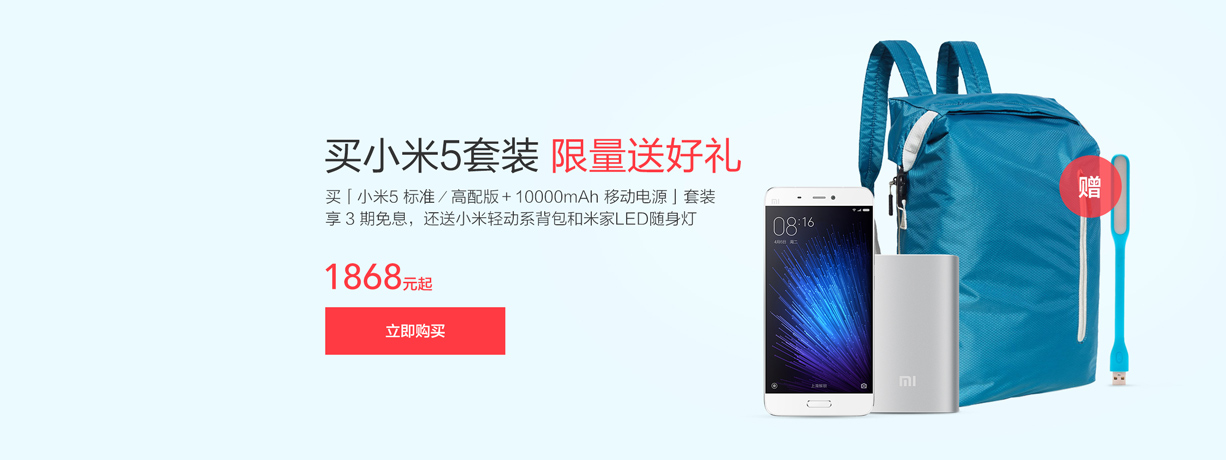 买小米5套装 限量送好礼
买「小米5 标准／高配版＋10000mAh 移动电源」套装
享 3 期免息，还送小米轻动系背包和米家LED随身灯
1868元起
立即购买
赠
MI
08:16
MI